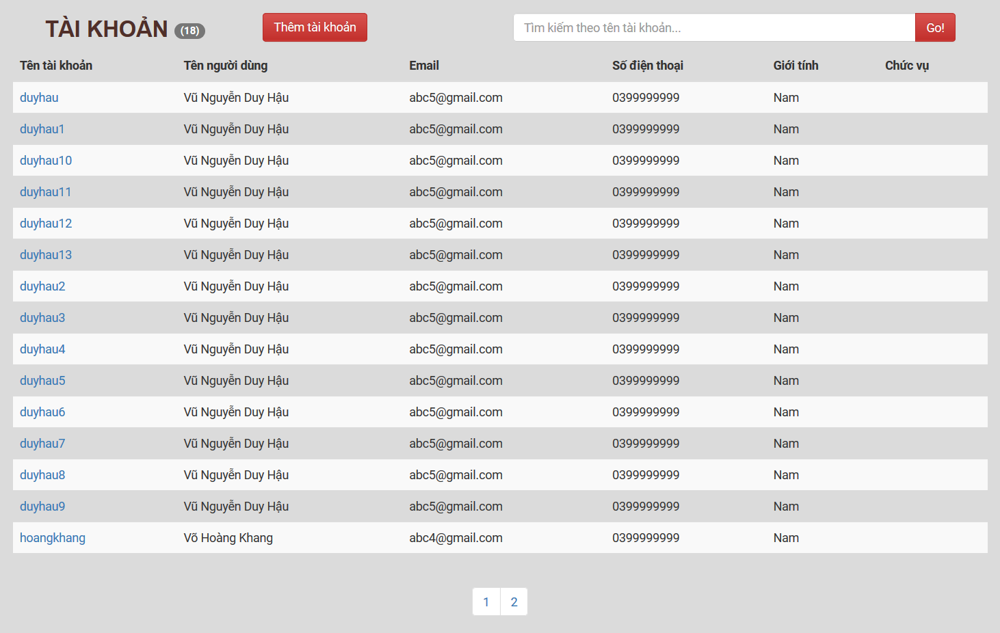 TÀI KHOẢN (18) Thêm tài khoản Tìm kiếm theo tên tài khoản... Go!
Tên tài khoản Tên người dùng Email Số điện thoại Giới tính Chức vụ
duyhau Vũ Nguyễn Duy Hậu abc5@gmail.com 0399999999 Nam
duyhau1 Vũ Nguyễn Duy Hậu abc5@gmail.com 0399999999 Nam
duyhau10 Vũ Nguyễn Duy Hậu abc5@gmail.com 0399999999 Nam
duyhau11 Vũ Nguyễn Duy Hậu abc5@gmail.com 0399999999 Nam
duyhau12 Vũ Nguyễn Duy Hậu abc5@gmail.com 0399999999 Nam
duyhau13 Vũ Nguyễn Duy Hậu abc5@gmail.com 0399999999 Nam
duyhau2 Vũ Nguyễn Duy Hậu abc5@gmail.com 0399999999 Nam
duyhau3 Vũ Nguyễn Duy Hậu abc5@gmail.com 0399999999 Nam
duyhau4 Vũ Nguyễn Duy Hậu abc5@gmail.com 0399999999 Nam
duyhau5 Vũ Nguyễn Duy Hậu abc5@gmail.com 0399999999 Nam
duyhau6 Vũ Nguyễn Duy Hậu abc5@gmail.com 0399999999 Nam
duyhau7 Vũ Nguyễn Duy Hậu abc5@gmail.com 0399999999 Nam
duyhau8 Vũ Nguyễn Duy Hậu abc5@gmail.com 0399999999 Nam
duyhau9 Vũ Nguyễn Duy Hậu abc5@gmail.com 0399999999 Nam
hoangkhang Võ Hoàng Khang abc4@gmail.com 0399999999 Nam
1 2